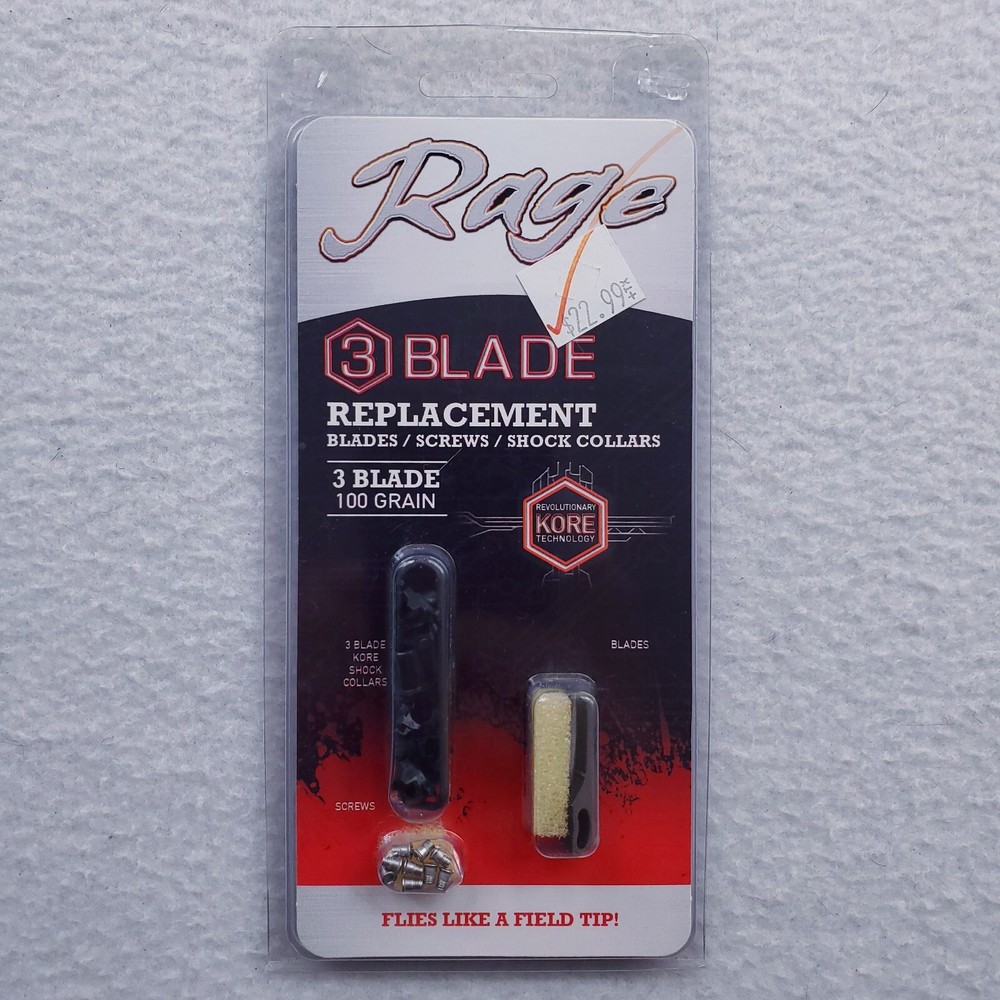 Rage
$22.99
+TX
3 BLADE
REPLACEMENT
BLADES / SCREWS / SHOCK COLLARS
3 BLADE
100 GRAIN
REVOLUTIONARY
KORE
TECHNOLOGY
3 BLADE
KORE
SHOCK
COLLARS
BLADES
SCREWS
FLIES LIKE A FIELD TIP!